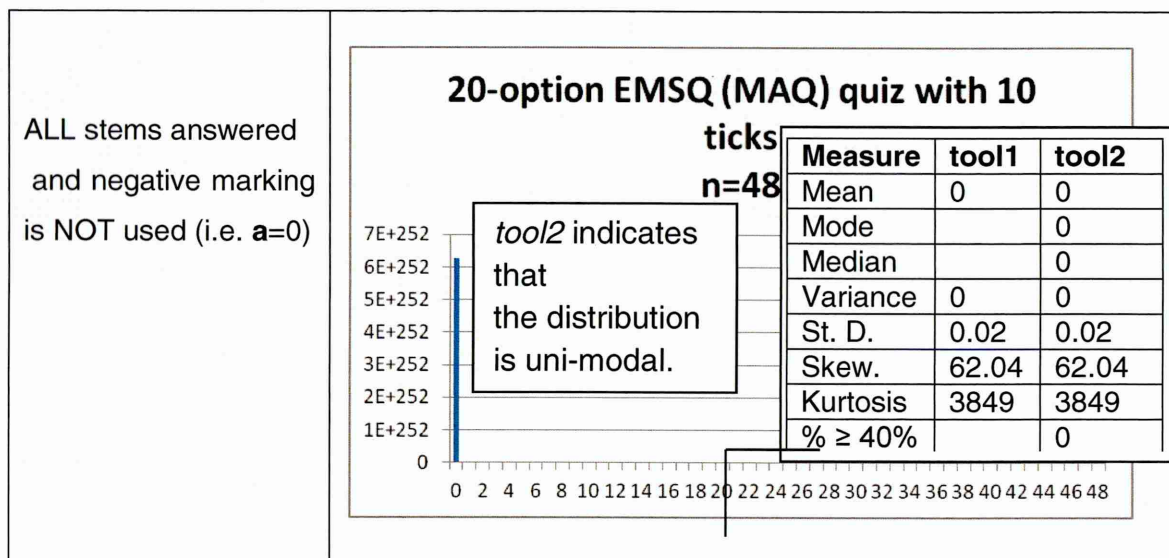 ALL stems answered
and negative marking
is NOT used (i.e. a=0)
20-option EMSQ (MAQ) quiz with 10
ticks
n=48
7E+252
6E+252
5E+252
4E+252
3E+252
2E+252
1E+252
0
tool2 indicates
that
the distribution
is uni-modal.
Measure tool1 tool2
Mean 0 0
Mode 0
Median 0
Variance 0 0
St. D. 0.02 0.02
Skew. 62.04 62.04
Kurtosis 3849 3849
% ≥ 40% 0
0 2 4 6 8 10 12 14 16 18 20 22 24 26 28 30 32 34 36 38 40 42 44 46 48